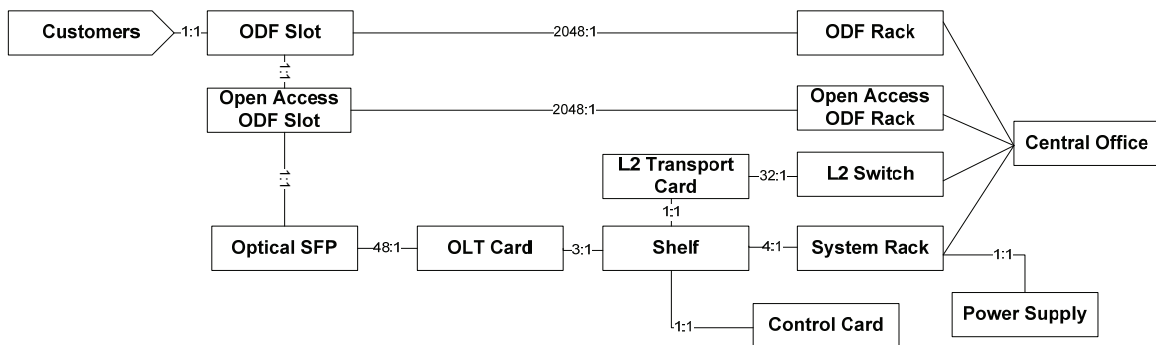 Customers
1:1
ODF Slot
2048:1
ODF Rack
1:1
Open Access
ODF Slot
2048:1
Open Access
ODF Rack
Central Office
L2 Transport
Card
32:1
L2 Switch
1:1
1:1
Optical SFP
48:1
OLT Card
3:1
Shelf
4:1
System Rack
1:1
Power Supply
1:1
Control Card